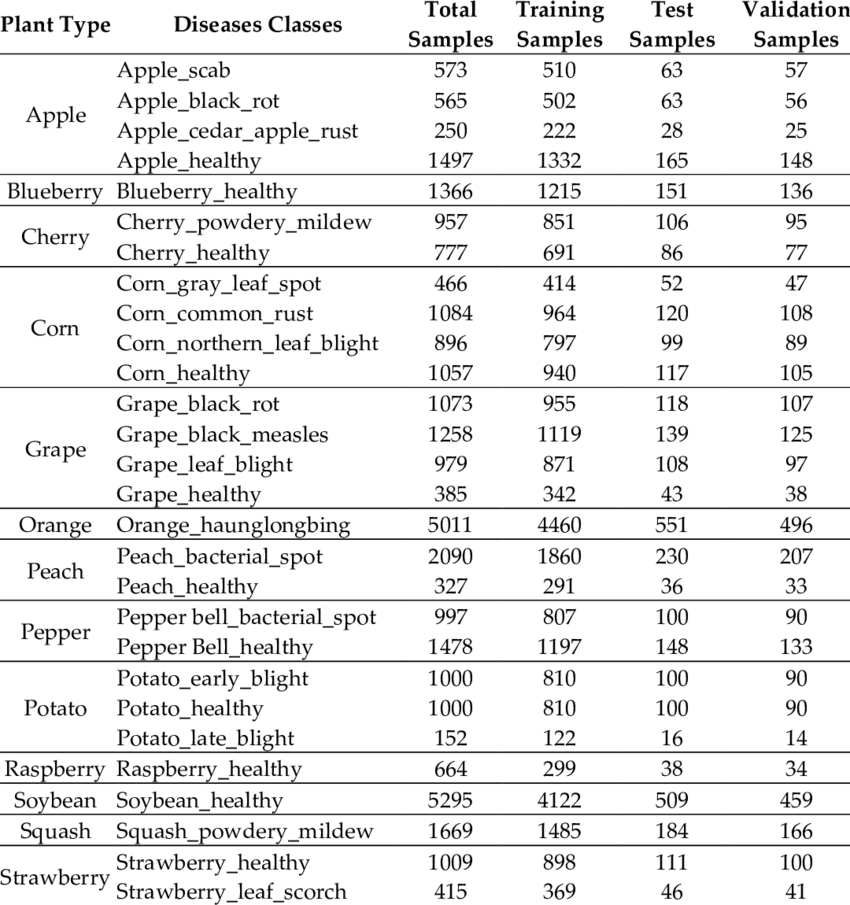 Plant Type Diseases Classes Total Samples Training Samples Test Samples Validation Samples
Apple
Apple_scab 573 510 63 57
Apple_black_rot 565 502 63 56
Apple_cedar_apple_rust 250 222 28 25
Apple_healthy 1497 1332 165 148
Blueberry Blueberry_healthy 1366 1215 151 136
Cherry
Cherry_powdery_mildew 957 851 106 95
Cherry_healthy 777 691 86 77
Corn
Corn_gray_leaf_spot 466 414 52 47
Corn_common_rust 1084 964 120 108
Corn_northern_leaf_blight 896 797 99 89
Corn_healthy 1057 940 117 105
Grape
Grape_black_rot 1073 955 118 107
Grape_black_measles 1258 1119 139 125
Grape_leaf_blight 979 871 108 97
Grape_healthy 385 342 43 38
Orange Orange_haunglongbing 5011 4460 551 496
Peach
Peach_bacterial_spot 2090 1860 230 207
Peach_healthy 327 291 36 33
Pepper
Pepper bell_bacterial_spot 997 807 100 90
Pepper Bell_healthy 1478 1197 148 133
Potato
Potato_early_blight 1000 810 100 90
Potato_healthy 1000 810 100 90
Potato_late_blight 152 122 16 14
Raspberry Raspberry_healthy 664 299 38 34
Soybean Soybean_healthy 5295 4122 509 459
Squash Squash_powdery_mildew 1669 1485 184 166
Strawberry
Strawberry_healthy 1009 898 111 100
Strawberry_leaf_scorch 415 369 46 41